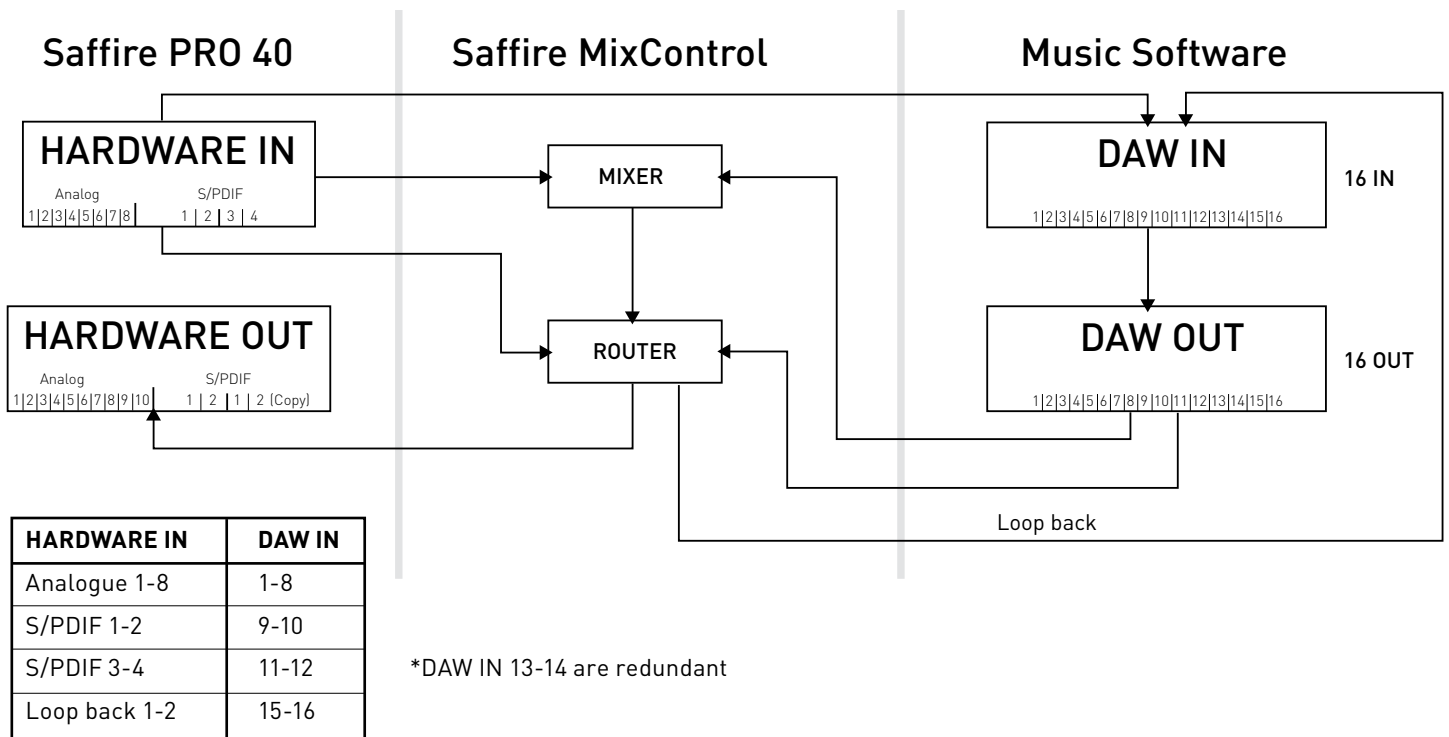 Saffire PRO 40
Saffire MixControl
Music Software
HARDWARE IN
Analog S/PDIF
1|2|3|4|5|6|7|8| 1 | 2 | 3 | 4
MIXER
DAW IN
1|2|3|4|5|6|7|8|9|10|11|12|13|14|15|16
16 IN
HARDWARE OUT
Analog S/PDIF
1|2|3|4|5|6|7|8|9|10| 1 | 2 | 1 | 2 (Copy)
ROUTER
DAW OUT
1|2|3|4|5|6|7|8|9|10|11|12|13|14|15|16
16 OUT
Loop back
HARDWARE IN DAW IN
Analogue 1-8 1-8
S/PDIF 1-2 9-10
S/PDIF 3-4 11-12
Loop back 1-2 15-16
*DAW IN 13-14 are redundant